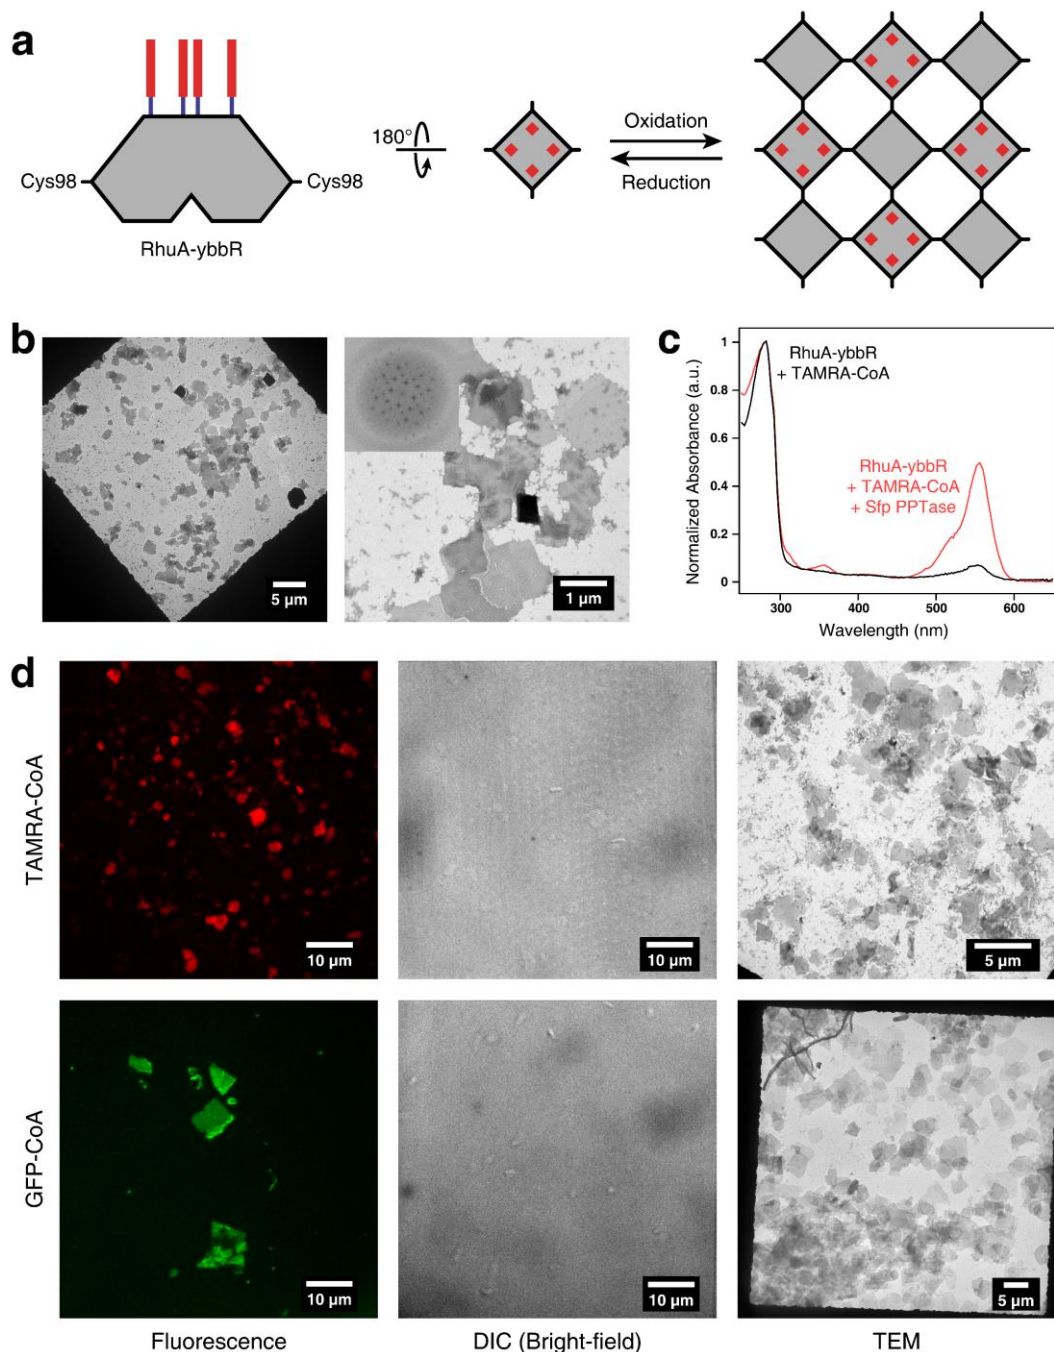 a
Cys98
Cys98
RhuA-ybbR
180°
Oxidation
Reduction
b
5 µm
1 µm
c
Normalized Absorbance (a.u.)
1
0.8
0.6
0.4
0.2
0
RhuA-ybbR
+ TAMRA-CoA
RhuA-ybbR
+ TAMRA-CoA
+ Sfp PPTase
300
400
500
600
Wavelength (nm)
d
TAMRA-CoA
10 µm
10 µm
5 µm
GFP-CoA
10 µm
10 µm
5 µm
Fluorescence
DIC (Bright-field)
TEM